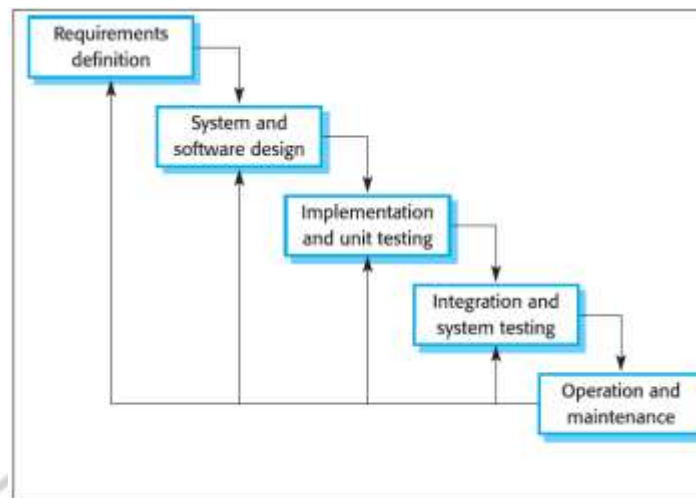 Requirements
definition
System and
software design
Implementation
and unit testing
Integration and
system testing
Operation and
maintenance